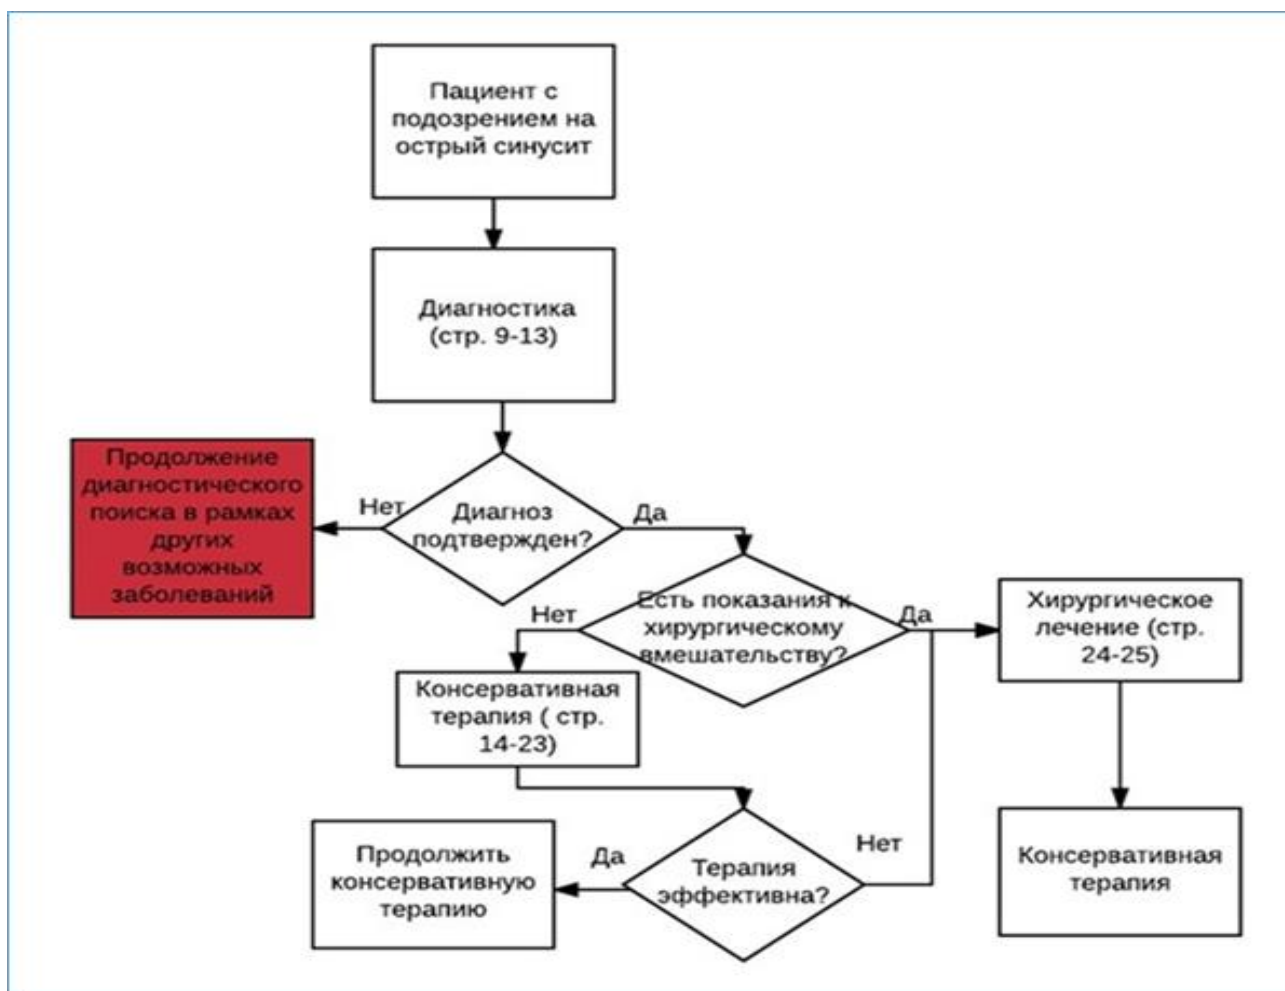 Пациент с
подозрением на
острый синусит
Диагностика
(стр. 9-13)
Продолжение
диагностического
поиска в рамках
других
возможных
заболеваний
Нет
Диагноз
подтвержден?
Да
Нет
Есть показания к
хирургическому
вмешательству?
Да
Хирургическое
лечение (стр.
24-25)
Консервативная
терапия ( стр.
14-23)
Продолжить
консервативную
терапию
Да
Терапия
эффективна?
Нет
Консервативная
терапия